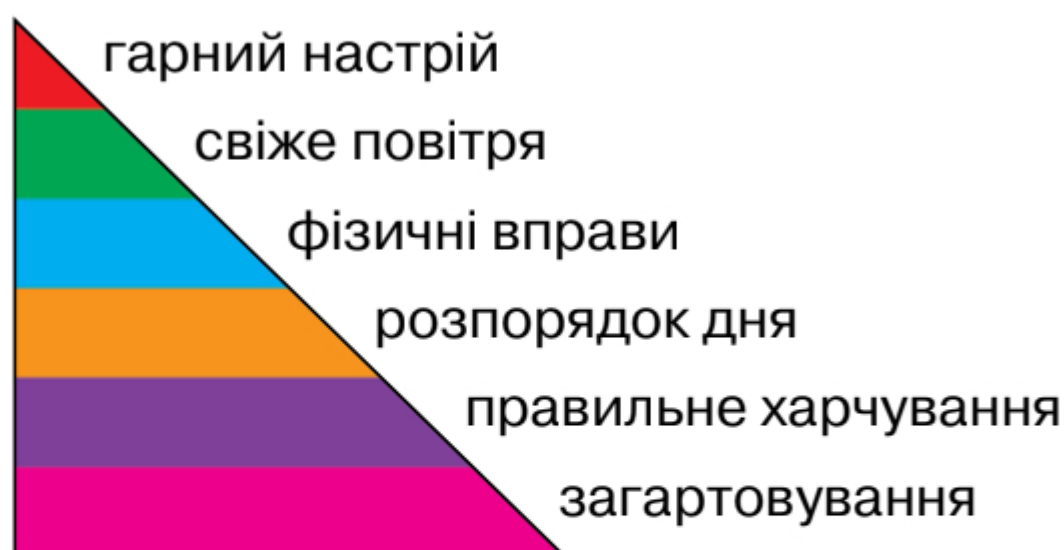 гарний настрій
свіже повітря
фізичні вправи
розпорядок дня
правильне харчування
загартовування